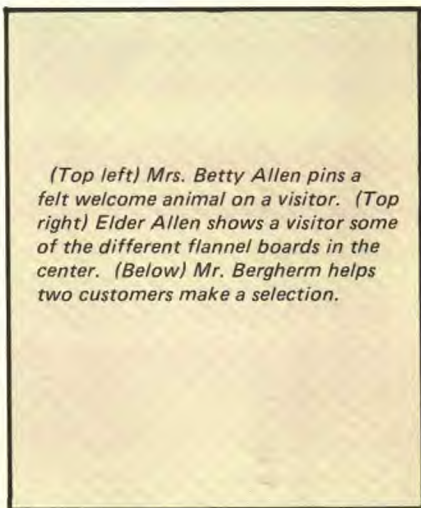 (Top left) Mrs. Betty Allen pins a
felt welcome animal on a visitor. (Top
right) Elder Allen shows a visitor some
of the different flannel boards in the
center. (Below) Mr. Bergherm helps
two customers make a selection.